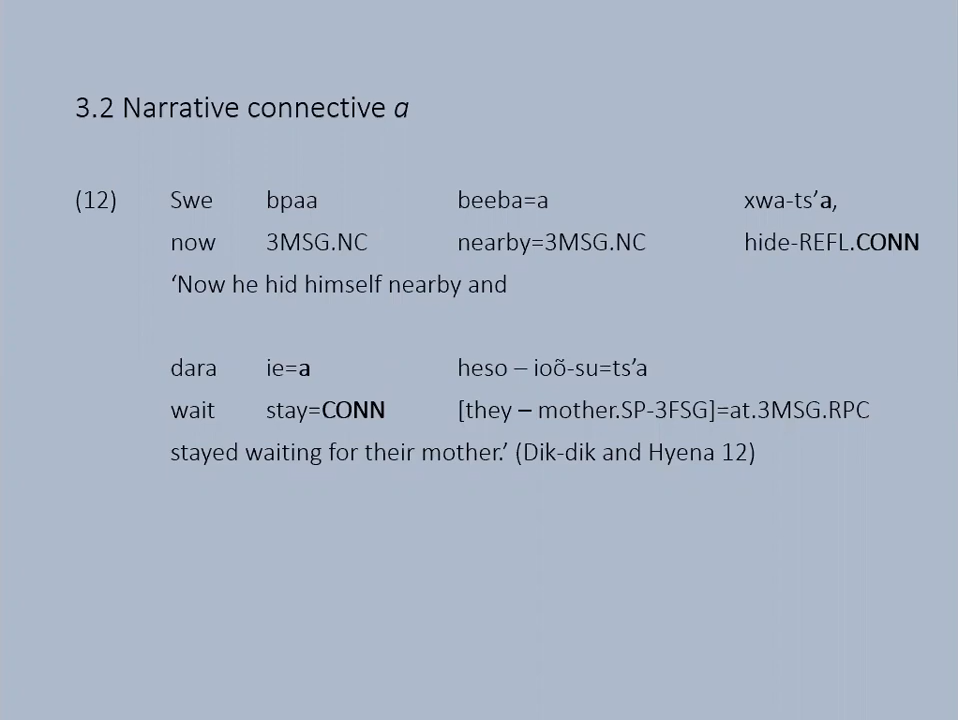 3.2 Narrative connective a
(12) Swe bpaa beeba=a xwa-ts’a,
now 3MSG.NC nearby=3MSG.NC hide-REFL.CONN
‘Now he hid himself nearby and
dara ie=a heso – ioõ-su=ts’a
wait stay=CONN [they – mother.SP-3FSG]=at.3MSG.RPC
stayed waiting for their mother.’ (Dik-dik and Hyena 12)